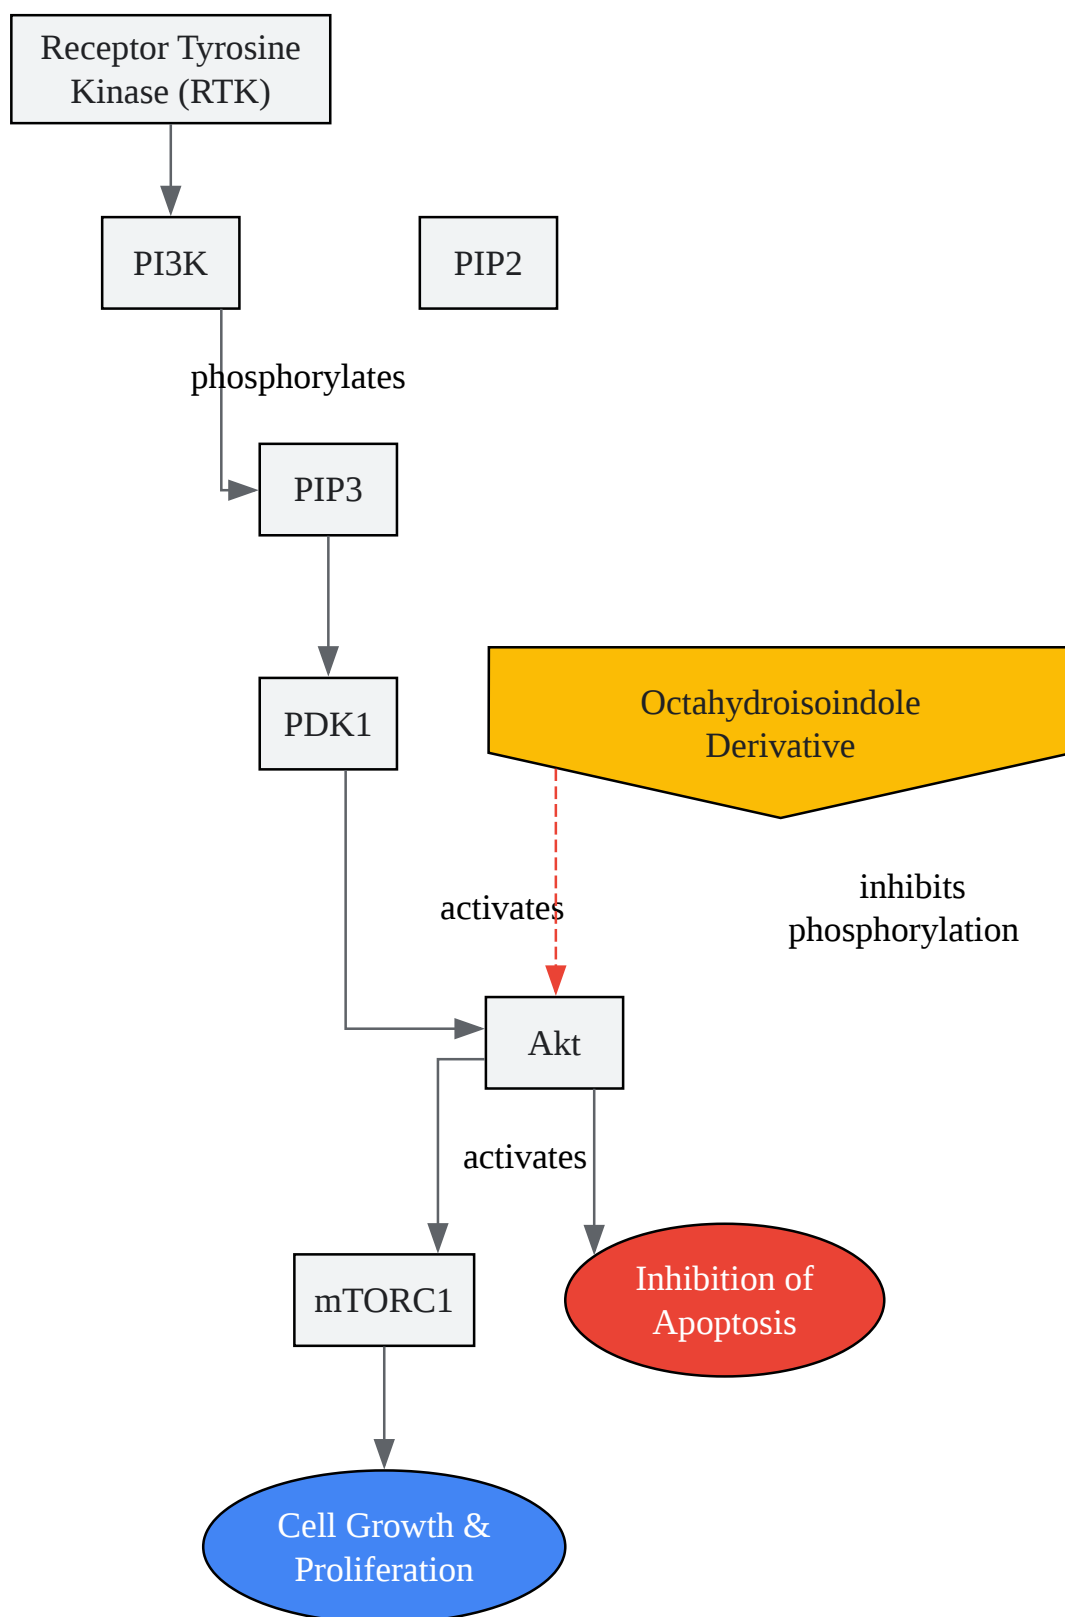 Receptor Tyrosine
Kinase (RTK)
PI3K
PIP2
phosphorylates
PIP3
PDK1
Octahydroisoindole
Derivative
activates
inhibits
phosphorylation
Akt
activates
mTORC1
Inhibition of
Apoptosis
Cell Growth &
Proliferation